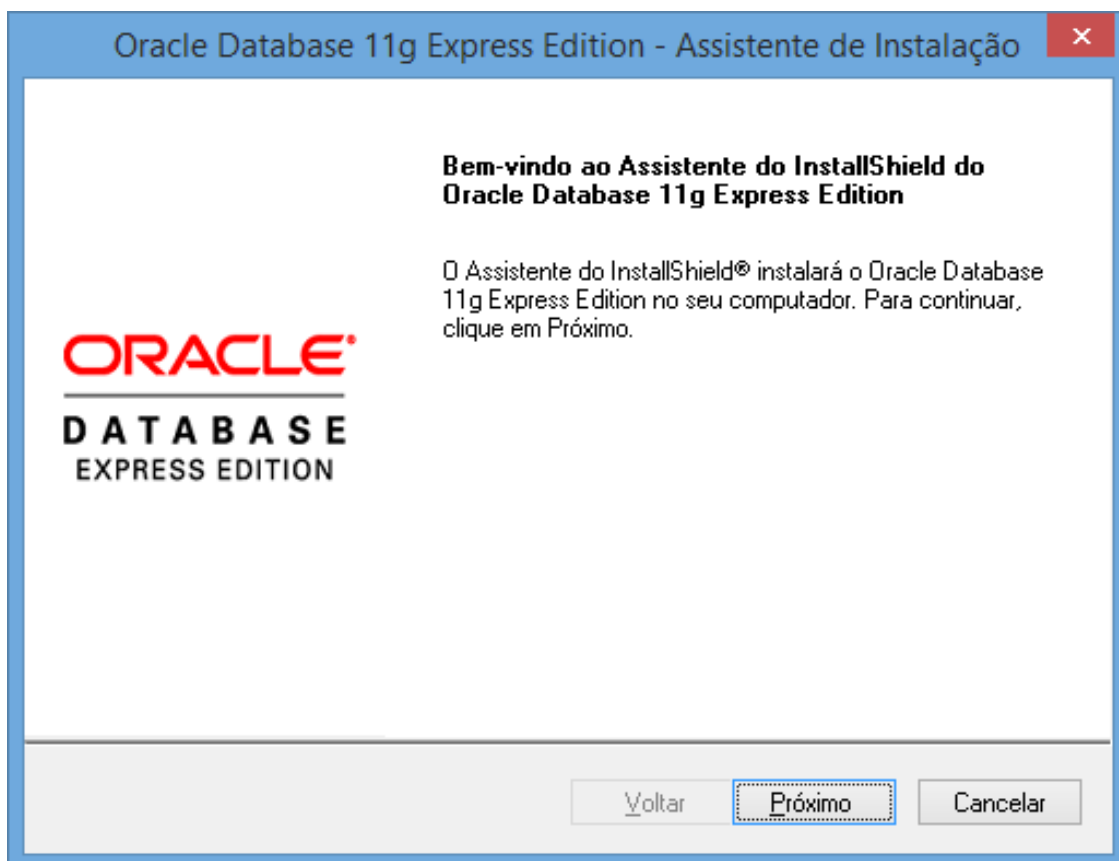 Oracle Database 11g Express Edition - Assistente de Instalação
Bem-vindo ao Assistente do InstallShield do
Oracle Database 11g Express Edition
O Assistente do InstallShield® instalará o Oracle Database
11g Express Edition no seu computador. Para continuar,
clique em Próximo.
ORACLE®
DATABASE
EXPRESS EDITION
Voltar
Próximo
Cancelar